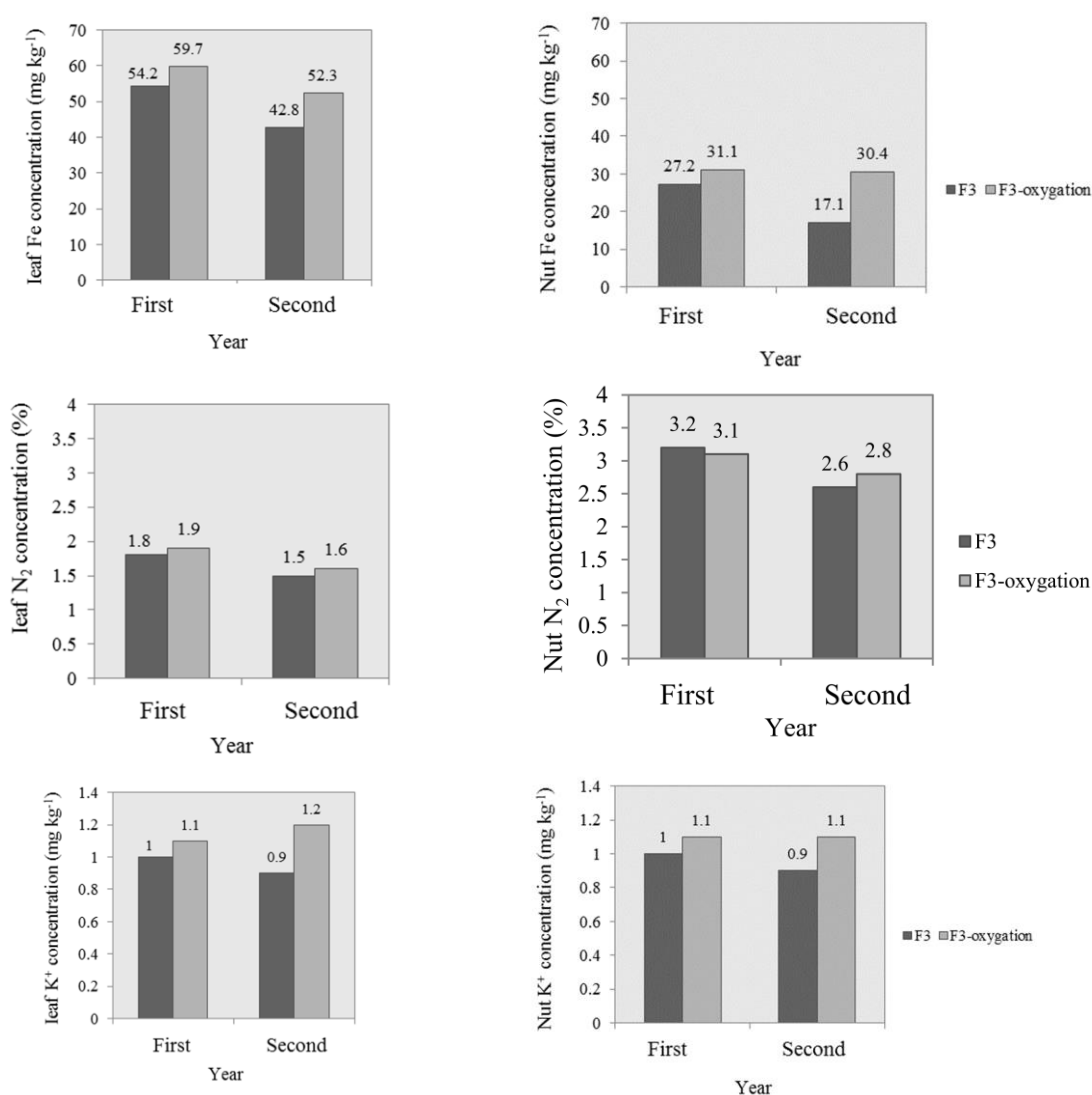 Ieaf Fe concentration (mg kg-1)
70
60
50
40
30
20
10
0
54.2
59.7
42.8
52.3
First
Second
Year
Nut Fe concentration (mg kg-1)
70
60
50
40
30
20
10
0
27.2
31.1
17.1
30.4
First
Second
Year
F3 F3-oxygation
Ieaf N2 concentration (%)
4
3.5
3
2.5
2
1.5
1
0.5
0
1.8
1.9
1.5
1.6
First
Second
Year
Nut N2 concentration (%)
4
3.5
3
2.5
2
1.5
1
0.5
0
3.2
3.1
2.6
2.8
First
Second
Year
F3
F3-oxygation
Ieaf K+ concentration (mg kg-1)
1.4
1.2
1
0.8
0.6
0.4
0.2
0
1
1.1
0.9
1.2
First
Second
Year
Nut K+ concentration (mg kg-1)
1.4
1.2
1
0.8
0.6
0.4
0.2
0
1
1.1
0.9
1.1
First
Second
Year
F3 F3-oxygation